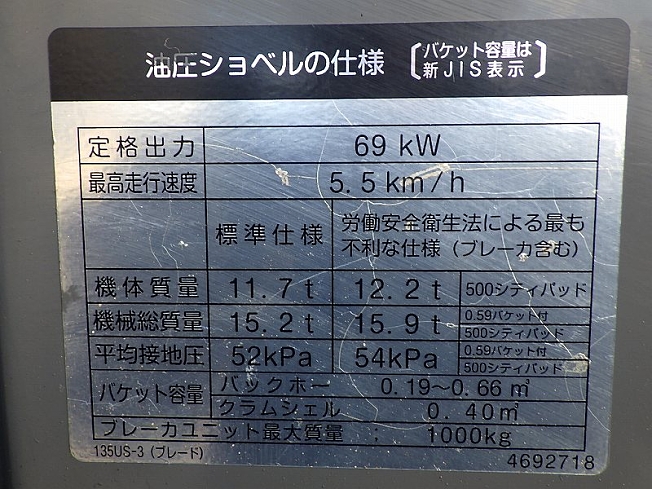 油圧ショベルの仕様 〔バケット容量は
新JIS表示〕
定格出力 69 kW
最高走行速度 5.5 km/h
標準仕様 労働安全衛生法による最も
不利な仕様（ブレーカ含む）
機体質量 11.7 t 12.2 t 500シティパッド
機械総質量 15.2 t 15.9 t 0.59バケット付
500シティパッド
平均接地圧 52kPa 54kPa 0.59バケット付
500シティパッド
バケット容量 バックホー 0.19〜0.66 ㎥
クラムシェル 0.40㎥
ブレーカユニット最大質量 : 1000kg
135US-3 (ブレード) 4692718